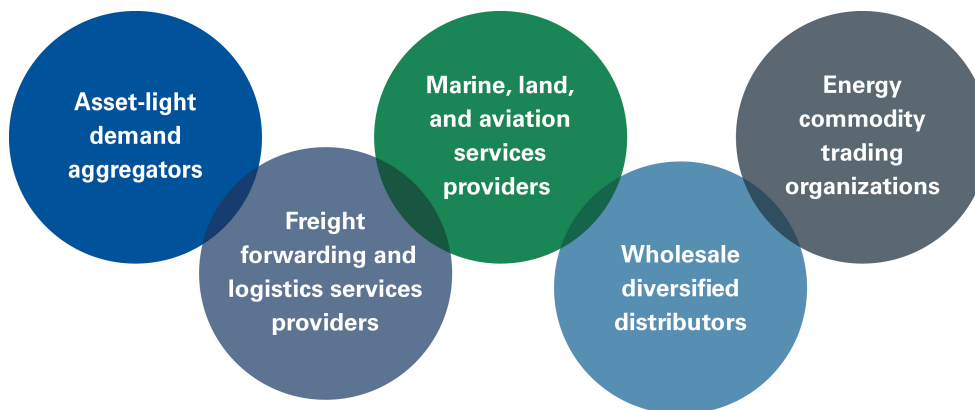 Asset-light
demand
aggregators
Freight
forwarding and
logistics services
providers
Marine, land,
and aviation
services
providers
Wholesale
diversified
distributors
Energy
commodity
trading
organizations